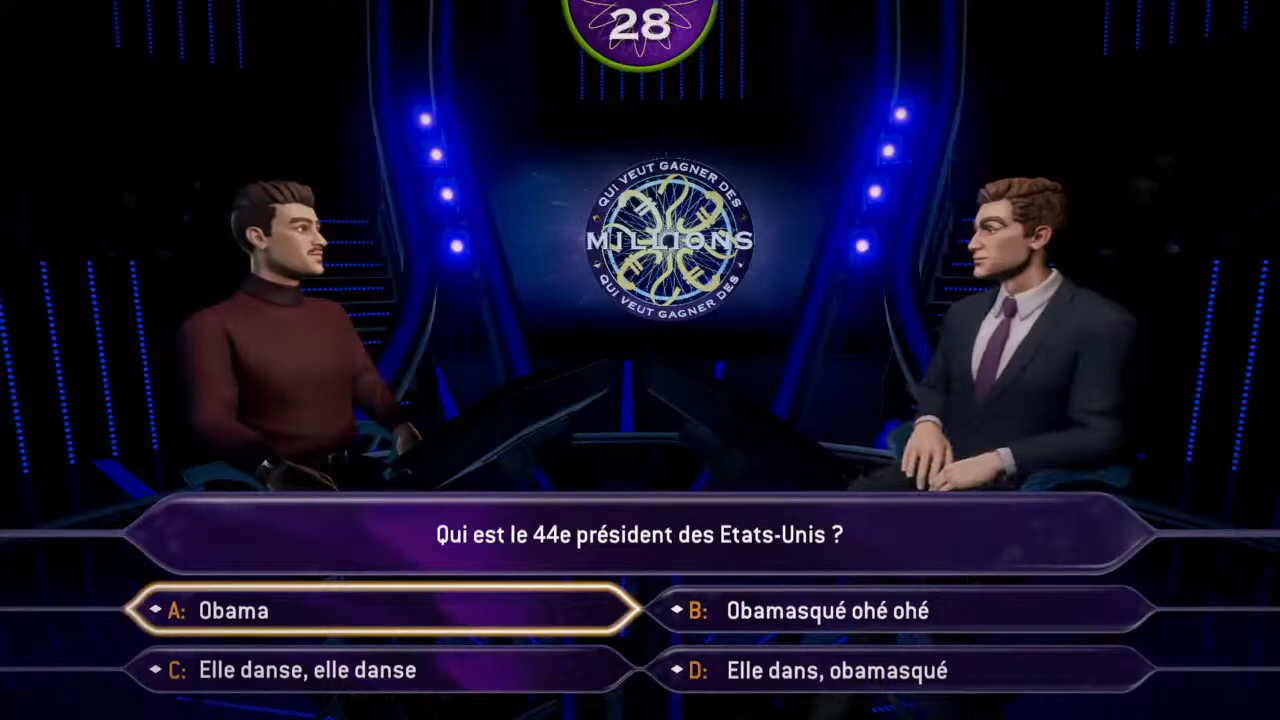 28
QUI VEUT GAGNER DES
MILLIONS
QUI VEUT GAGNER DES
Qui est le 44e président des Etats-Unis ?
A: Obama
B: Obamasqué ohé ohé
C: Elle danse, elle danse
D: Elle dans, obamasqué